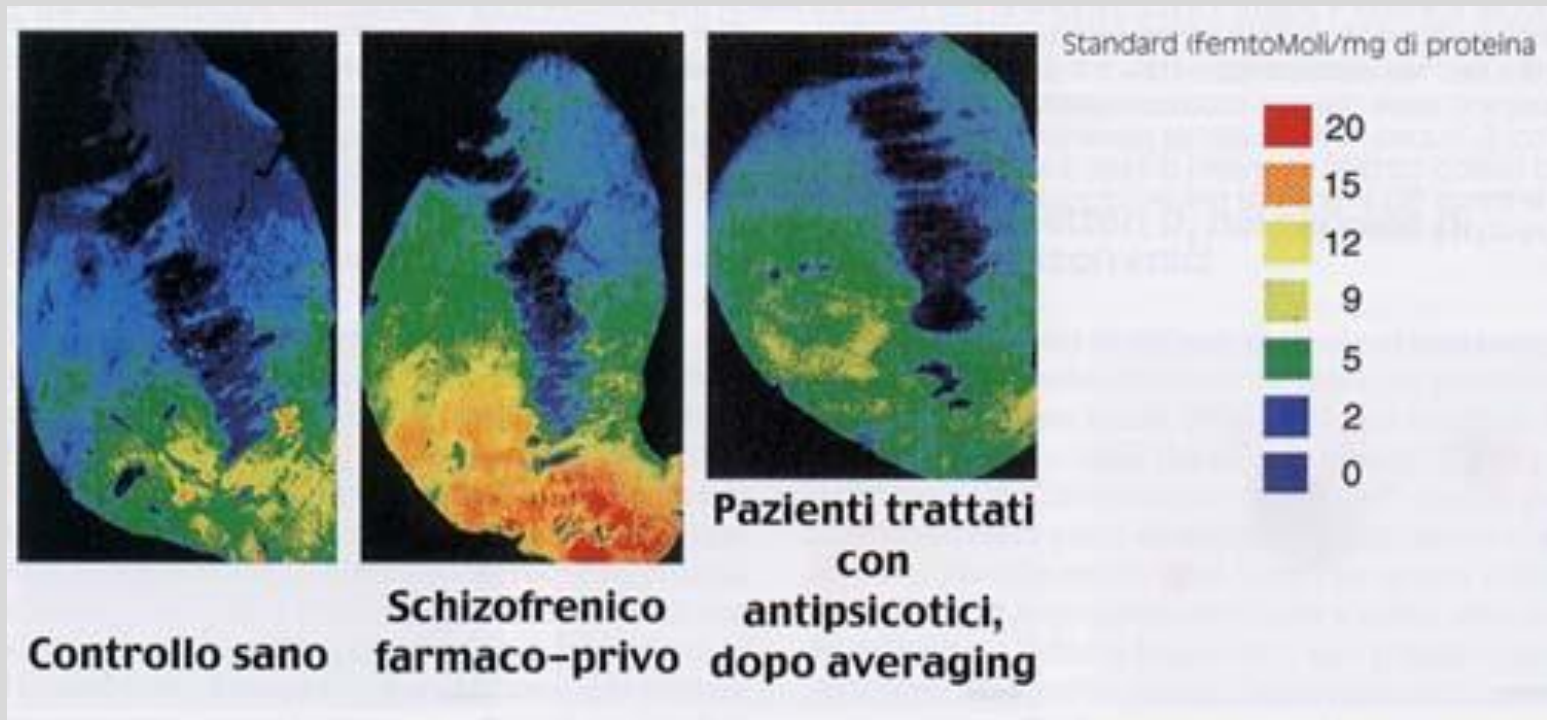 Standard (femtoMoli/mg di proteina
20
15
12
9
5
2
0
Controllo sano
Schizofrenico
farmaco-privo
Pazienti trattati
con
antipsicotici,
dopo averaging